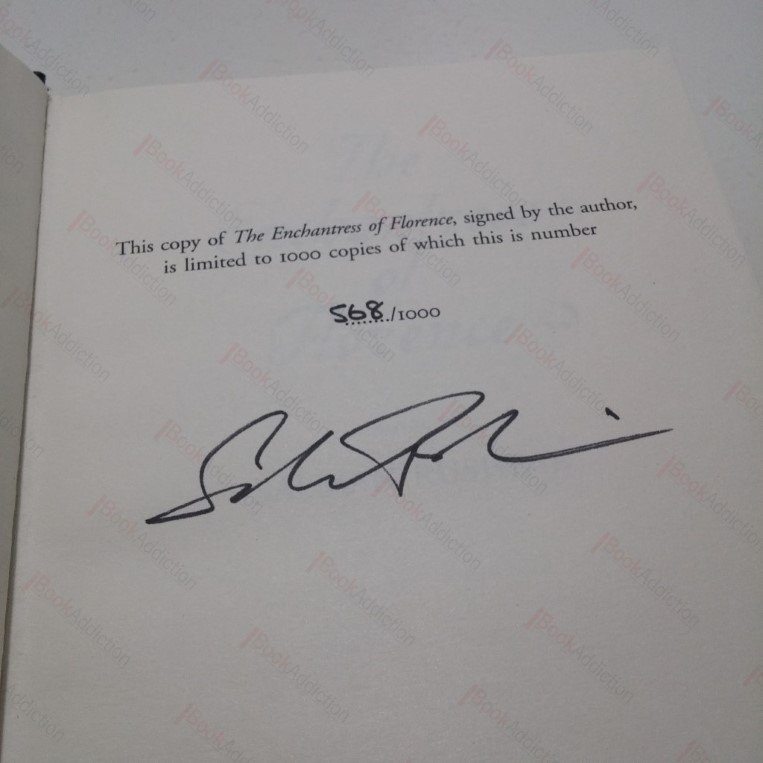 This copy of The Enchantress of Florence, signed by the author,
is limited to 1000 copies of which this is number
568/1000
BookAddiction